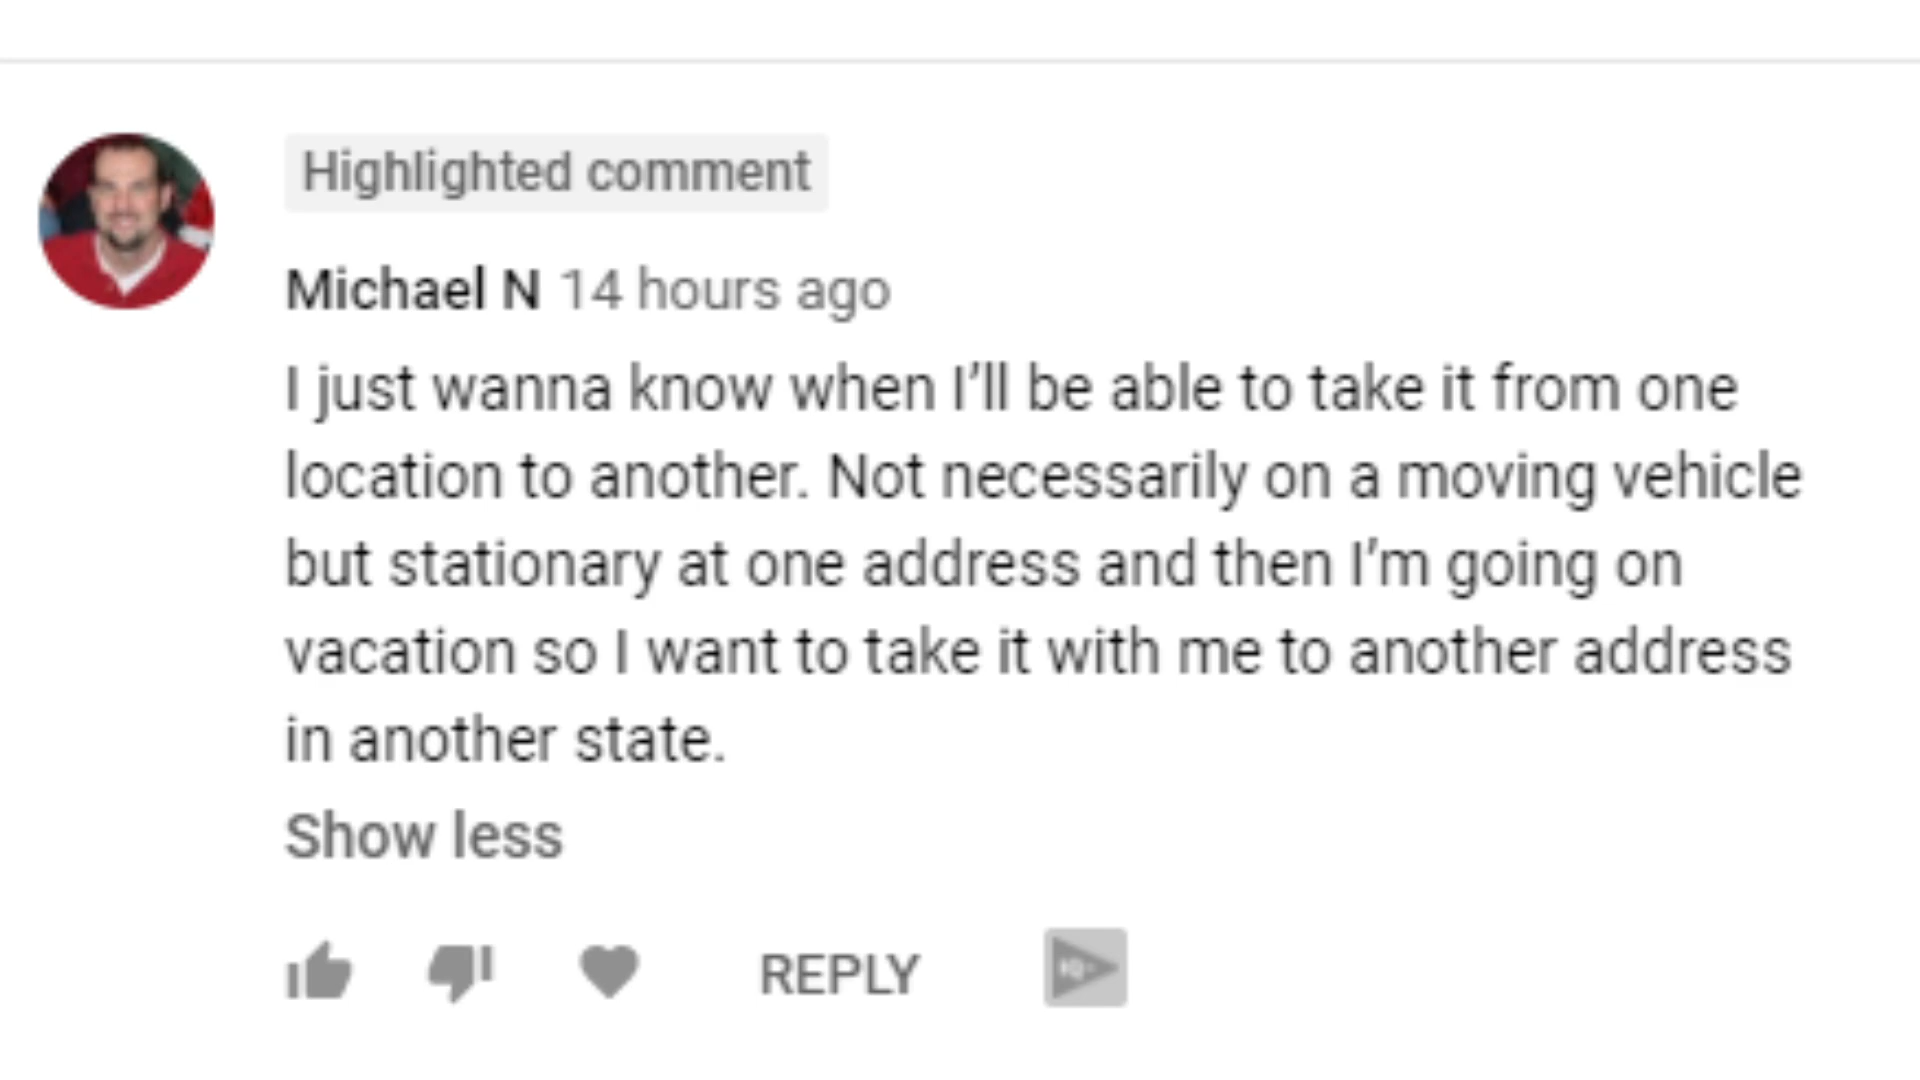 Highlighted comment
Michael N 14 hours ago
I just wanna know when I’ll be able to take it from one
location to another. Not necessarily on a moving vehicle
but stationary at one address and then I’m going on
vacation so I want to take it with me to another address
in another state.
Show less
REPLY